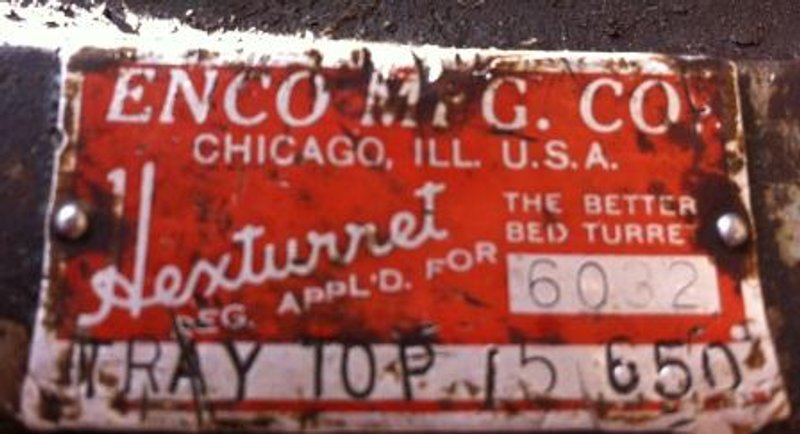 ENCO MFG. CO.
CHICAGO, ILL. U.S.A.
Hexturret
REG. APPL'D. FOR
THE BETTER
BED TURRET
6032
TRAY TOP 15 650